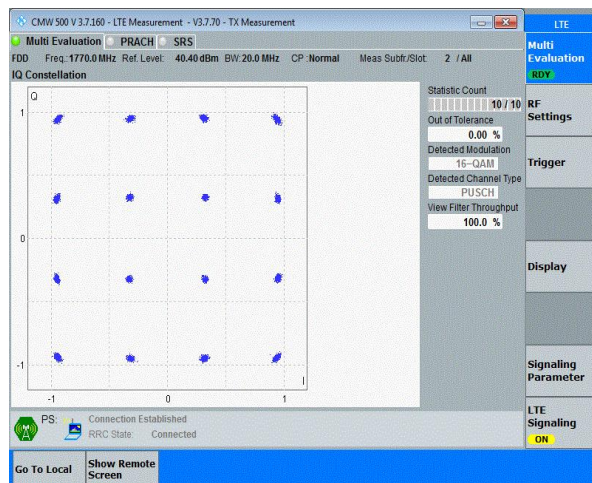 CMW 500 V 3.7.160 - LTE Measurement - V3.7.70 - TX Measurement
LTE
Multi Evaluation PRACH SRS
FDD Freq.: 1770.0 MHz Ref. Level: 40.40 dBm BW: 20.0 MHz CP : Normal Meas Subfr./Slot: 2 / All
IQ Constellation
Q
1
0
-1
-1 0 1
I
Statistic Count
10 / 10
Out of Tolerance
0.00 %
Detected Modulation
16-QAM
Detected Channel Type
PUSCH
View Filter Throughput
100.0 %
Multi
Evaluation
RDY
RF
Settings
Trigger
Display
Signaling
Parameter
LTE
Signaling
ON
PS: Connection Established
RRC State: Connected
Go To Local
Show Remote
Screen